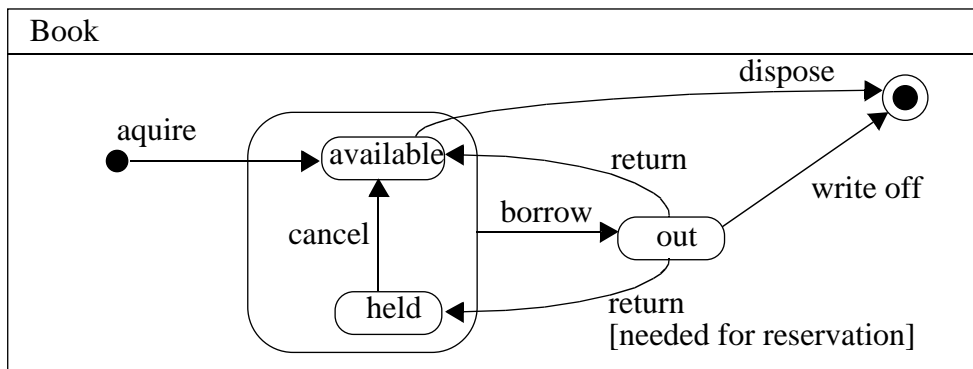 Book
dispose
aquire
available
return
write off
borrow
cancel
out
held
return
[needed for reservation]